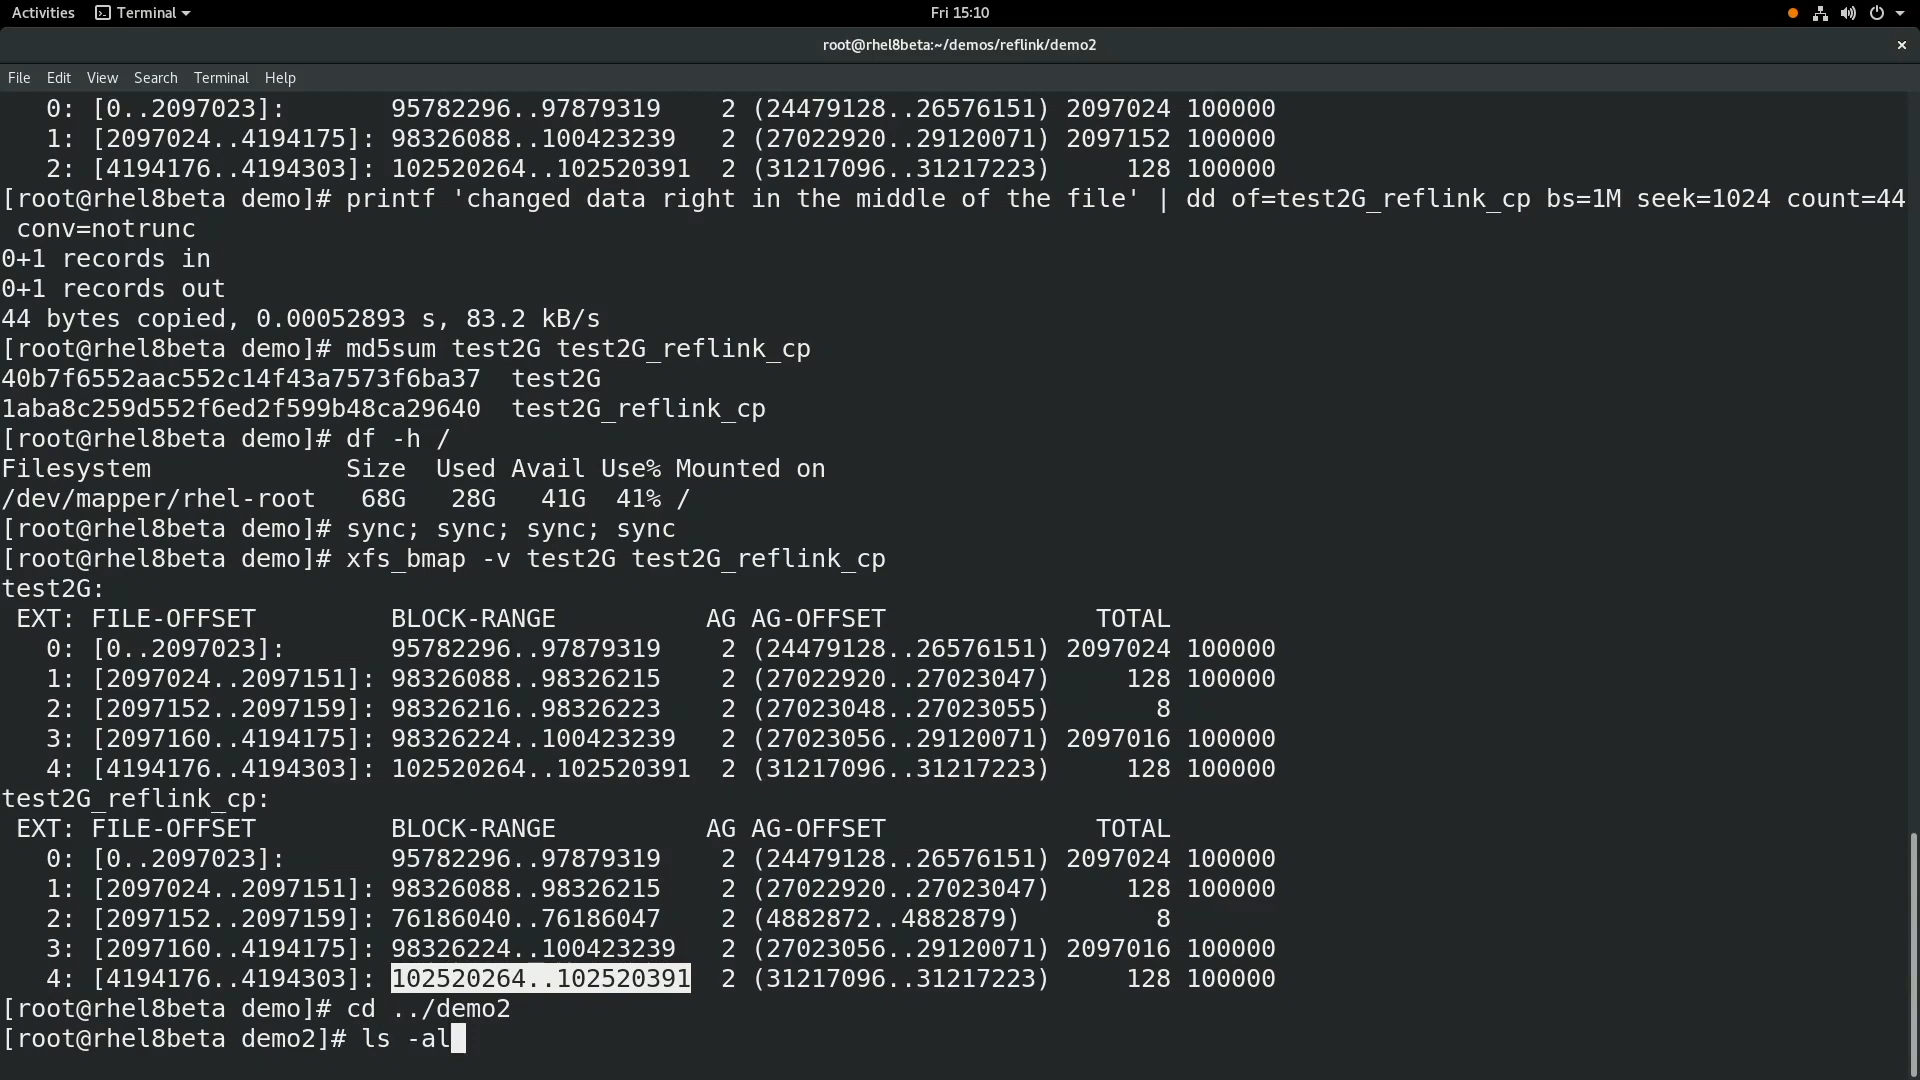 Activities Terminal Fri 15:10
root@rhel8beta:~/demos/reflink/demo2
File Edit View Search Terminal Help
0: [0..2097023]: 95782296..97879319 2 (24479128..26576151) 2097024 100000
1: [2097024..4194175]: 98326088..100423239 2 (27022920..29120071) 2097152 100000
2: [4194176..4194303]: 102520264..102520391 2 (31217096..31217223) 128 100000
[root@rhel8beta demo]# printf 'changed data right in the middle of the file' | dd of=test2G_reflink_cp bs=1M seek=1024 count=44
conv=notrunc
0+1 records in
0+1 records out
44 bytes copied, 0.00052893 s, 83.2 kB/s
[root@rhel8beta demo]# md5sum test2G test2G_reflink_cp
40b7f6552aac552c14f43a7573f6ba37  test2G
1aba8c259d552f6ed2f599b48ca29640  test2G_reflink_cp
[root@rhel8beta demo]# df -h /
Filesystem Size Used Avail Use% Mounted on
/dev/mapper/rhel-root 68G 28G 41G 41% /
[root@rhel8beta demo]# sync; sync; sync; sync
[root@rhel8beta demo]# xfs_bmap -v test2G test2G_reflink_cp
test2G:
EXT: FILE-OFFSET BLOCK-RANGE AG AG-OFFSET TOTAL
0: [0..2097023]: 95782296..97879319 2 (24479128..26576151) 2097024 100000
1: [2097024..2097151]: 98326088..98326215 2 (27022920..27023047) 128 100000
2: [2097152..2097159]: 98326216..98326223 2 (27023048..27023055) 8
3: [2097160..4194175]: 98326224..100423239 2 (27023056..29120071) 2097016 100000
4: [4194176..4194303]: 102520264..102520391 2 (31217096..31217223) 128 100000
test2G_reflink_cp:
EXT: FILE-OFFSET BLOCK-RANGE AG AG-OFFSET TOTAL
0: [0..2097023]: 95782296..97879319 2 (24479128..26576151) 2097024 100000
1: [2097024..2097151]: 98326088..98326215 2 (27022920..27023047) 128 100000
2: [2097152..2097159]: 76186040..76186047 2 (4882872..4882879) 8
3: [2097160..4194175]: 98326224..100423239 2 (27023056..29120071) 2097016 100000
4: [4194176..4194303]: 102520264..102520391 2 (31217096..31217223) 128 100000
[root@rhel8beta demo]# cd ../demo2
[root@rhel8beta demo2]# ls -al